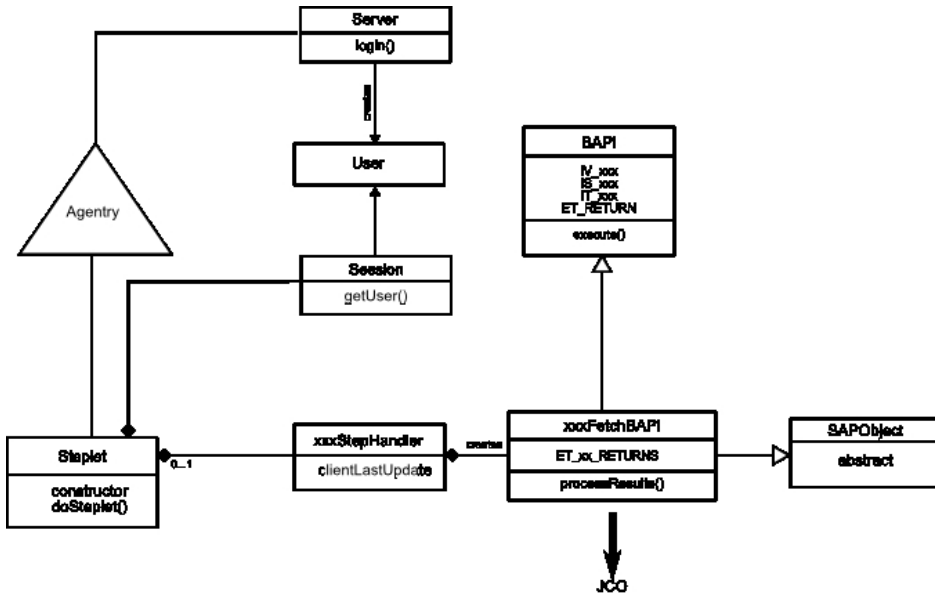 Server
login()
creates
User
Agentry
Session
getUser()
BAPI
IV_xxx
IS_xxx
IT_xxx
ET_RETURN
execute()
Steplet
constructor
doSteplet()
0...1
xxxStepHandler
clientLastUpdate
creates
xxxFetchBAPI
ET_xx_RETURNS
processResults()
SAPObject
abstract
JCO